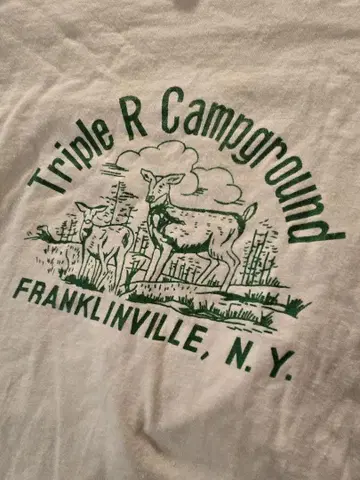 Triple R Campground
FRANKLINVILLE, N.Y.